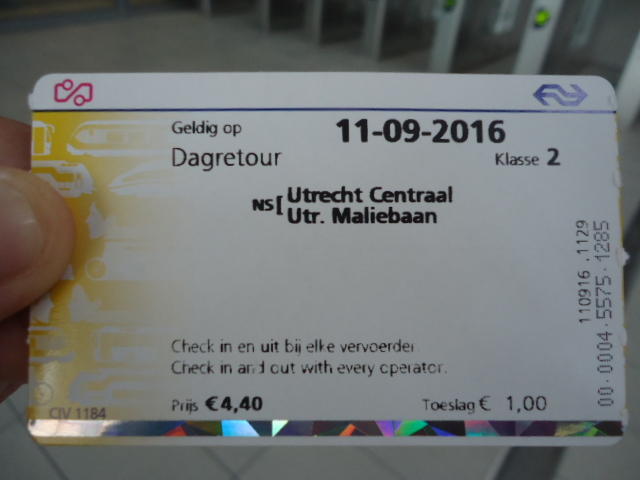 Geldig op 11-09-2016
Dagretour Klasse 2
NS [ Utrecht Centraal
Utr. Maliebaan
Check in en uit bij elke vervoerder
Check in and out with every operator.
Prijs €4,40 Toeslag € 1,00
CIV 1184
110916 1129
00·0004·5575·1285